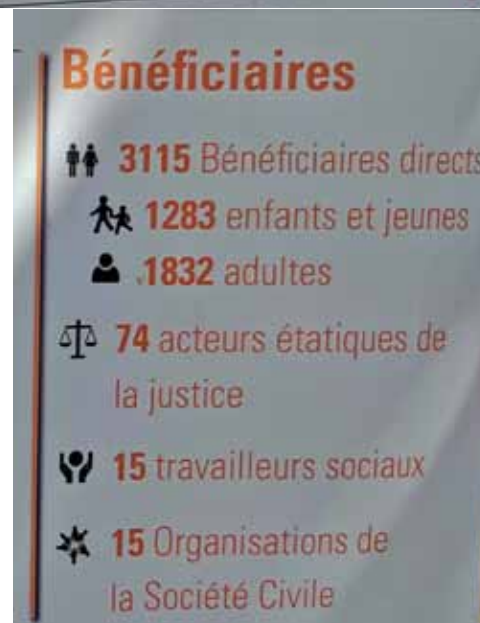 Bénéficiaires
3115 Bénéficiaires directs
1283 enfants et jeunes
1832 adultes
74 acteurs étatiques de
la justice
15 travailleurs sociaux
15 Organisations de
la Société Civile